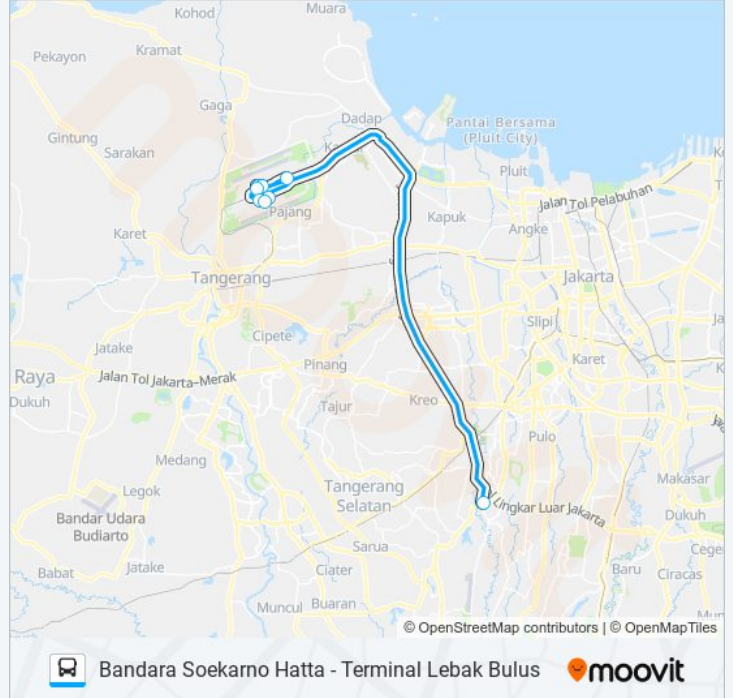 Muara
Kohod
Kramat
Pekayon
Gaga
Dadap
Pantai Bersama
(Pluit City)
Gintung
Sarakan
Pluit
Jalan Tol Pelabuhan
Pajang
Kapuk
Angke
Karet
Tangerang
Jakarta
Slipi
Cipete
Jatake
Karet
Pinang
Raya
Jalan Tol Jakarta-Merak
Dukuh
Kreo
Tajur
Pulo
Medang
Makasar
Tangerang
Selatan
Legok
Lingkar Luar Jakarta
Dukuh
Bandar Udara
Budiarto
Sarua
Babat
Jatake
Ciater
Baru
Ciracas
Muncul
Buaran
© OpenStreetMap contributors | © OpenMapTiles
Bandara Soekarno Hatta - Terminal Lebak Bulus
moovit